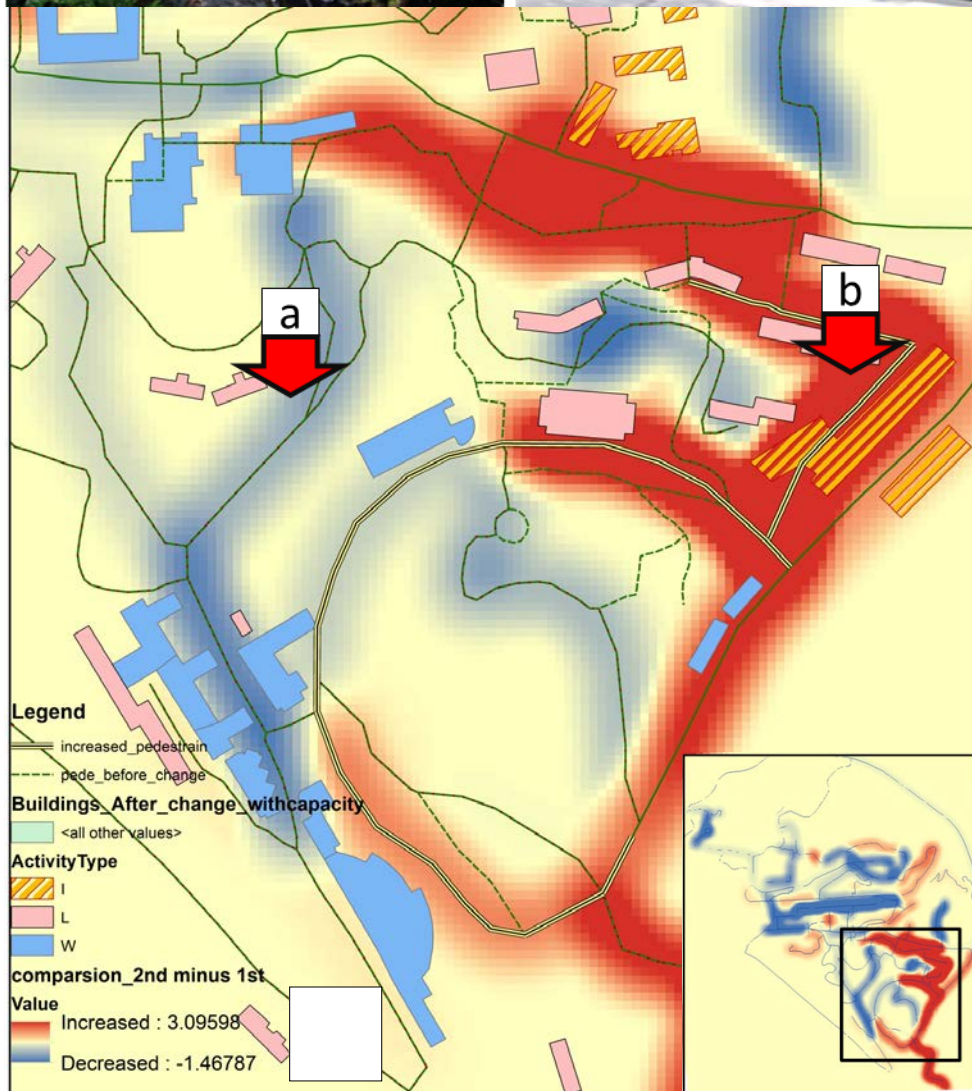 a
b
Legend
increased_pedestrain
pede_before_change
Buildings_After_change_withcapacity
<all other values>
ActivityType
I
L
W
comparsion_2nd minus 1st
Value
Increased : 3.09598
Decreased : -1.46787